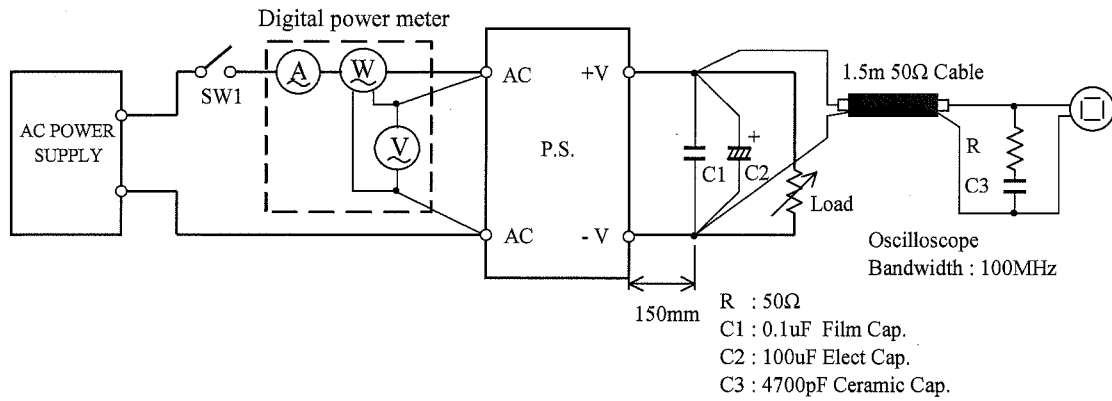 Digital power meter
SW1
A
W
V
AC POWER
SUPPLY
AC
AC
P.S.
+V
- V
C1
C2
+
Load
150mm
1.5m 50Ω Cable
R
C3
Oscilloscope
Bandwidth : 100MHz
R : 50Ω
C1 : 0.1uF Film Cap.
C2 : 100uF Elect Cap.
C3 : 4700pF Ceramic Cap.